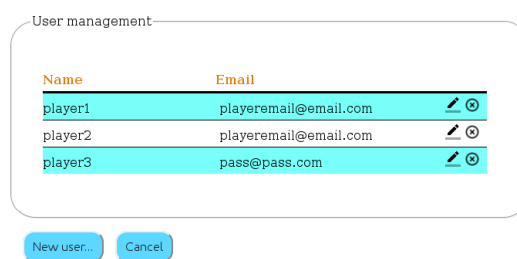 User management
Name Email
player1 playeremail@email.com
player2 playeremail@email.com
player3 pass@pass.com
New user... Cancel